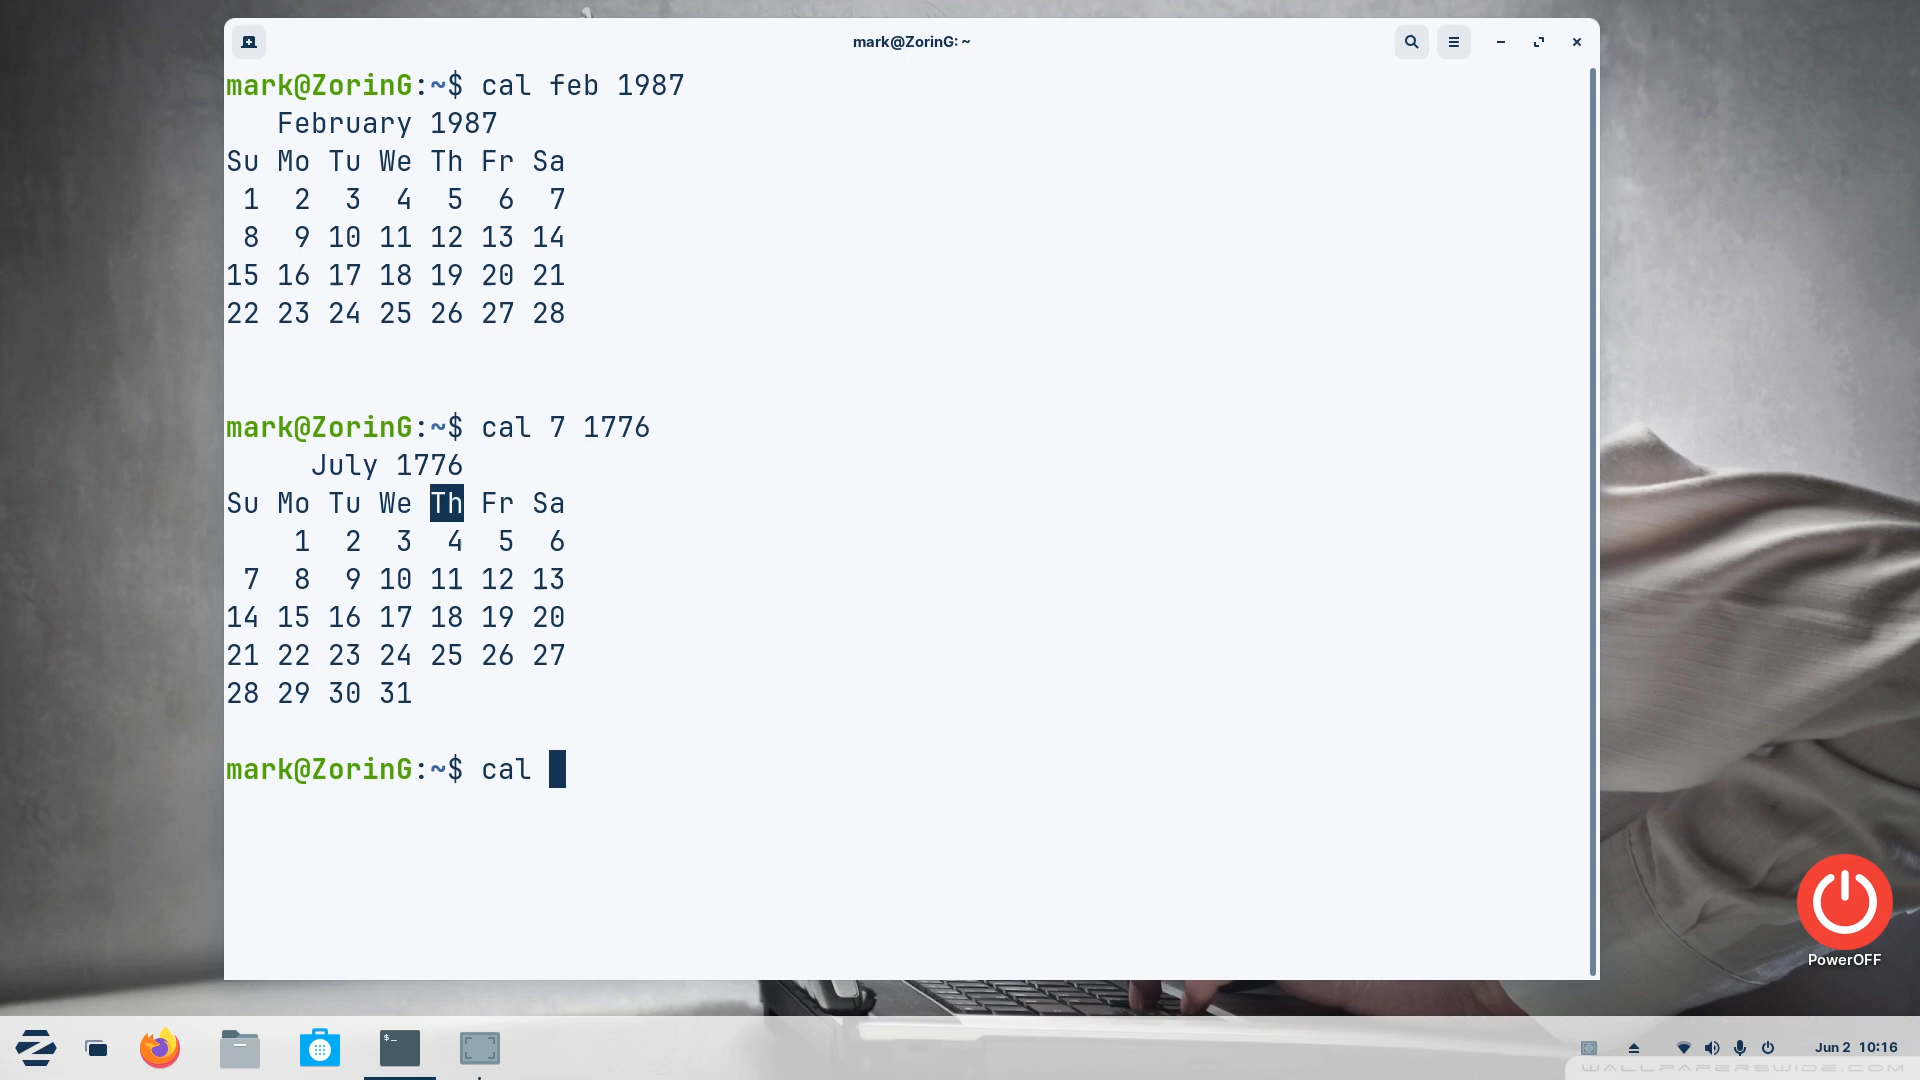 mark@ZorinG: ~
mark@ZorinG:~$ cal feb 1987
   February 1987
Su Mo Tu We Th Fr Sa
 1  2  3  4  5  6  7
 8  9 10 11 12 13 14
15 16 17 18 19 20 21
22 23 24 25 26 27 28
mark@ZorinG:~$ cal 7 1776
     July 1776
Su Mo Tu We Th Fr Sa
    1  2  3  4  5  6
 7  8  9 10 11 12 13
14 15 16 17 18 19 20
21 22 23 24 25 26 27
28 29 30 31
mark@ZorinG:~$ cal
PowerOFF
$_
Jun 2 10:16
WALLPAPERSWIDE.COM